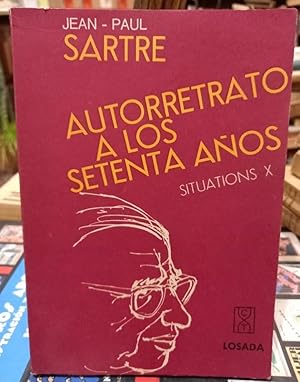 JEAN - PAUL
SARTRE
AUTORRETRATO
A LOS
SETENTA AÑOS
SITUATIONS X
LOSADA